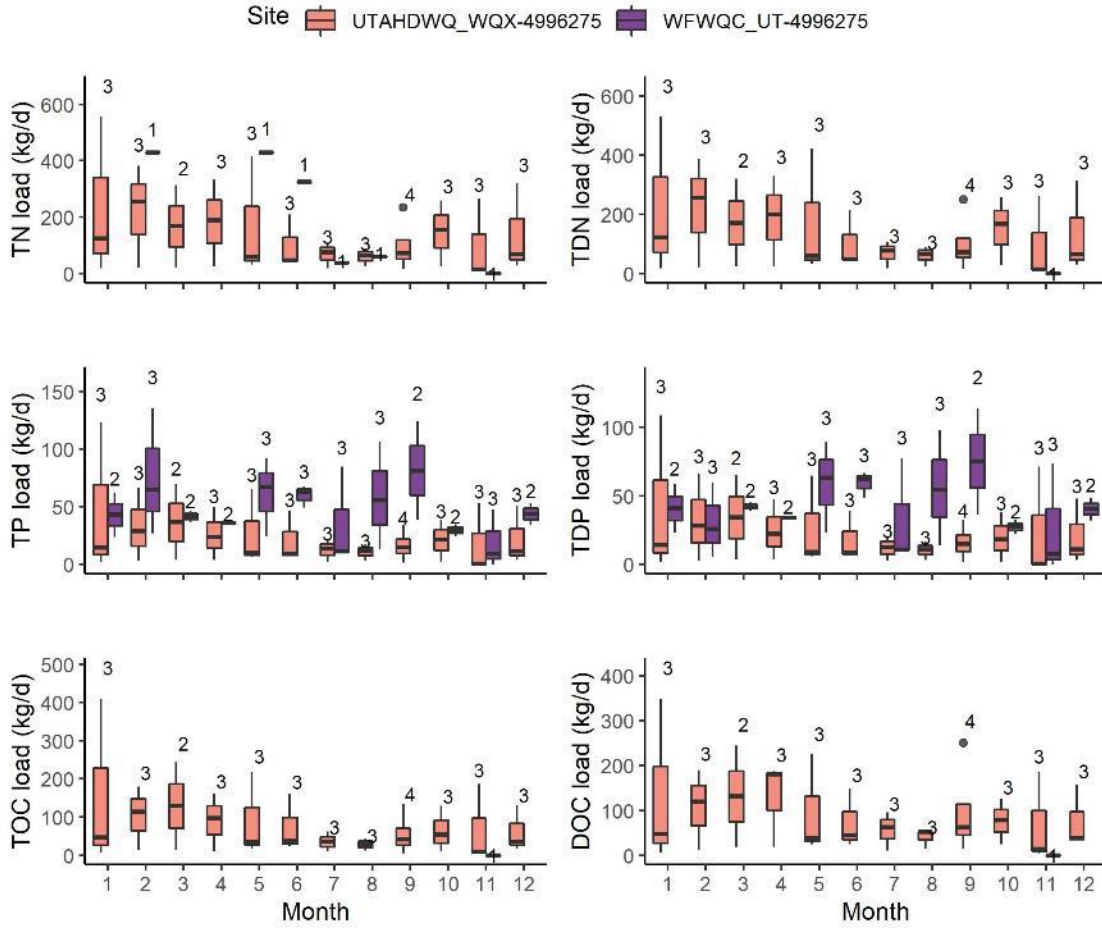 Site UTAHDWQ_WQX-4996275 WFWQC_UT-4996275
TN load (kg/d)
600
400
200
0
3 3 1 2 3 3 1 3 1 3 1 3 1 4 3 3 1 3
TDN load (kg/d)
600
400
200
0
3 3 2 3 3 3 3 3 4 3 3 1 3
TP load (kg/d)
150
100
50
0
3 2 3 3 2 2 3 2 3 3 3 3 3 3 3 3 4 2 3 2 3 3 3 2
TDP load (kg/d)
100
50
0
3 2 3 3 2 2 3 2 3 3 3 3 3 3 3 3 4 2 3 2 3 3 3 2
TOC load (kg/d)
500
400
300
200
100
0
3 3 2 3 3 3 3 3 4 3 3 1 3
1 2 3 4 5 6 7 8 9 10 11 12
Month
DOC load (kg/d)
400
300
200
100
0
3 3 2 3 3 3 3 3 4 3 3 1 3
1 2 3 4 5 6 7 8 9 10 11 12
Month